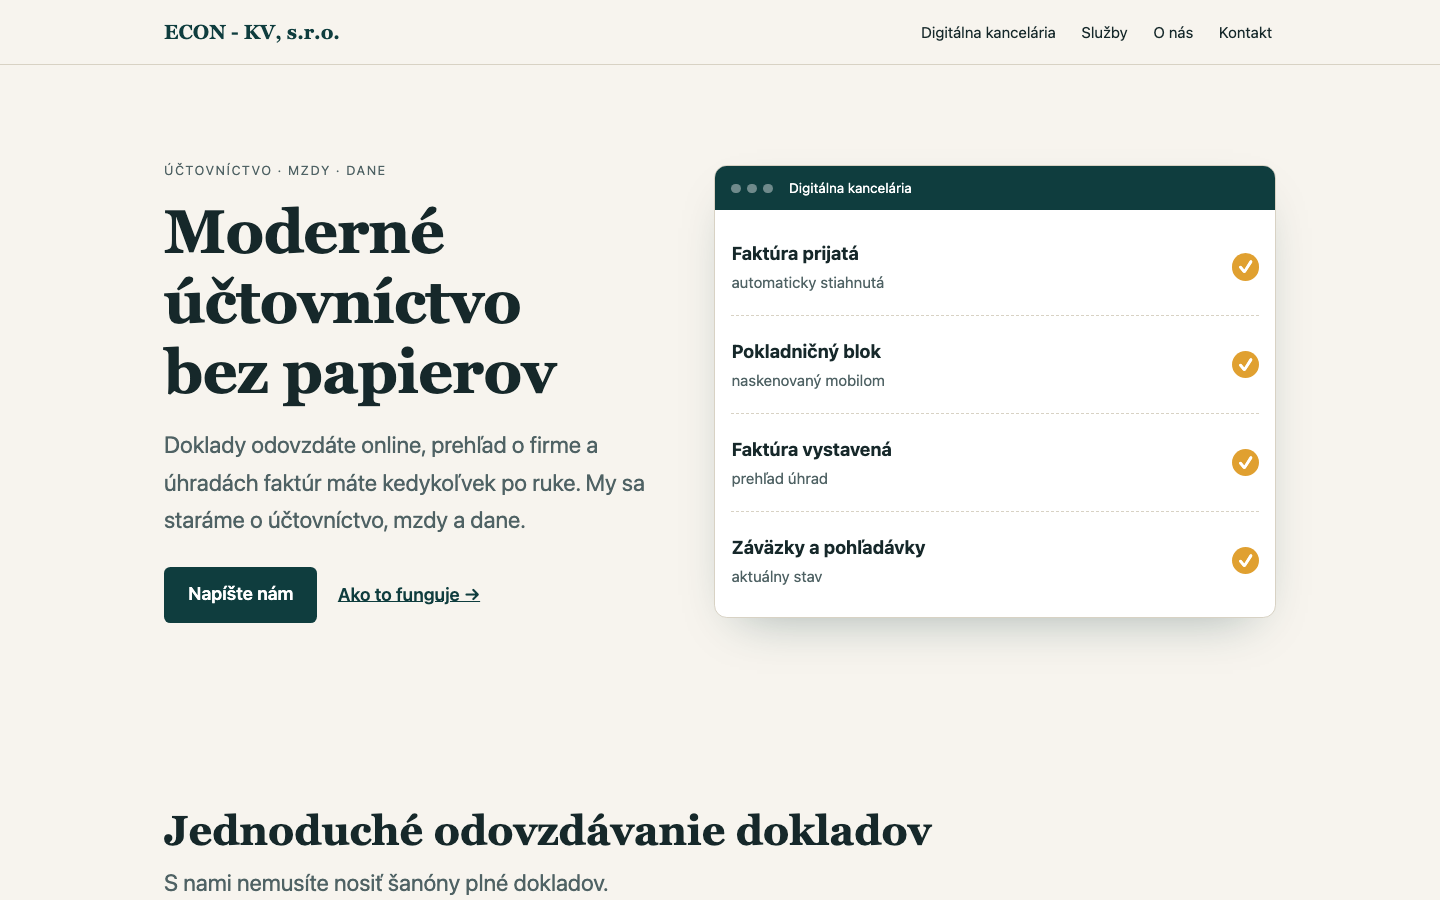 ECON - KV, s.r.o.
Digitálna kancelária
Služby
O nás
Kontakt
ÚČTOVNÍCTVO · MZDY · DANE
Moderné
účtovníctvo
bez papierov
Doklady odovzdáte online, prehľad o firme a
úhradách faktúr máte kedykoľvek po ruke. My sa
staráme o účtovníctvo, mzdy a dane.
Napíšte nám
Ako to funguje →
Digitálna kancelária
Faktúra prijatá
automaticky stiahnutá
Pokladničný blok
naskenovaný mobilom
Faktúra vystavená
prehľad úhrad
Záväzky a pohľadávky
aktuálny stav
Jednoduché odovzdávanie dokladov
S nami nemusíte nosiť šanóny plné dokladov.